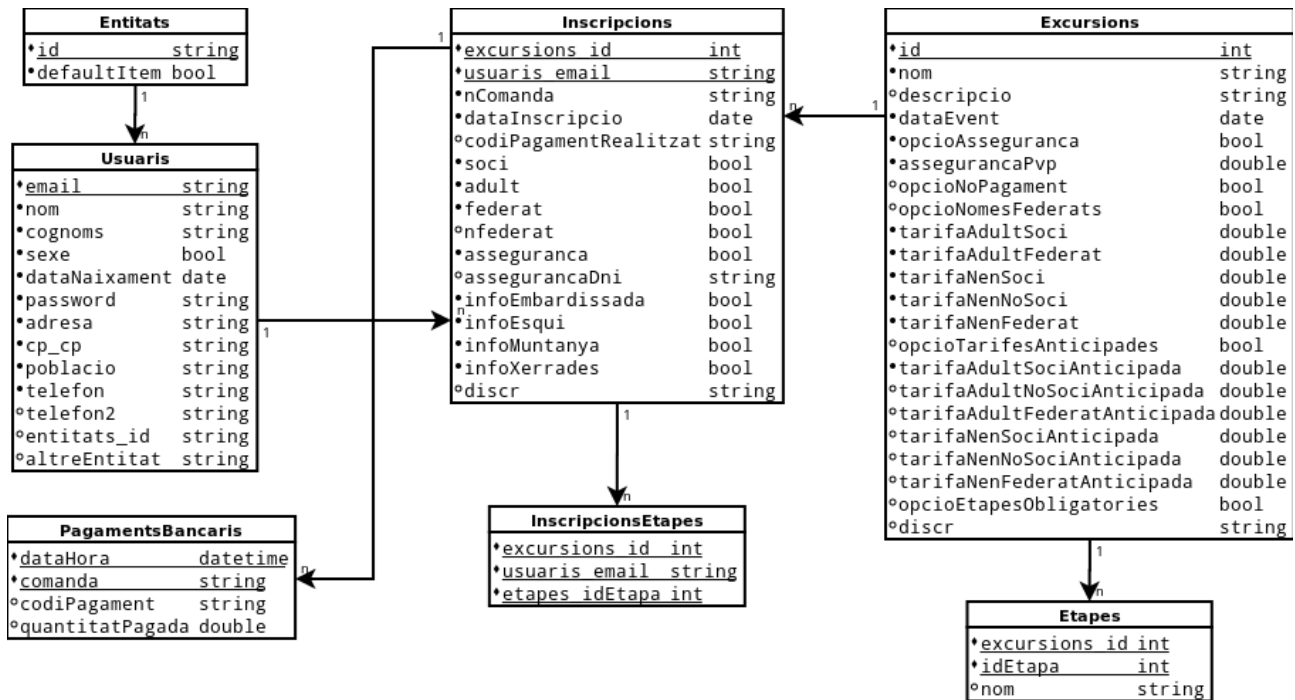 Entitats
id string
defaultItem bool
1
n
Usuaris
email string
nom string
cognoms string
sexe bool
dataNaixament date
password string
adresa string
cp_cp string
poblacio string
telefon string
telefon2 string
entitats_id string
altreEntitat string
1
n
PagamentsBancaris
dataHora datetime
comanda string
codiPagament string
quantitatPagada double
1
n
Inscripcions
excursions_id int
usuaris_email string
nComanda string
dataInscripcio date
codiPagamentRealitzat string
soci bool
adult bool
federat bool
nfederat bool
asseguranca bool
assegurancaDni string
infoEmbardissada bool
infoEsqui bool
infoMuntanya bool
infoXerrades bool
discr string
1
n
InscripcionsEtapes
excursions_id int
usuaris_email string
etapes_idEtapa int
n
1
Excursions
id int
nom string
descripcio string
dataEvent date
opcioAsseguranca bool
assegurancaPvp double
opcioNoPagament bool
opcioNomesFederats bool
tarifaAdultSoci double
tarifaAdultFederat double
tarifaNenSoci double
tarifaNenNoSoci double
tarifaNenFederat double
opcioTarifesAnticipades bool
tarifaAdultSociAnticipada double
tarifaAdultNoSociAnticipada double
tarifaAdultFederatAnticipada double
tarifaNenSociAnticipada double
tarifaNenNoSociAnticipada double
tarifaNenFederatAnticipada double
opcioEtapesObligatories bool
discr string
1
n
Etapes
excursions_id int
idEtapa int
nom string